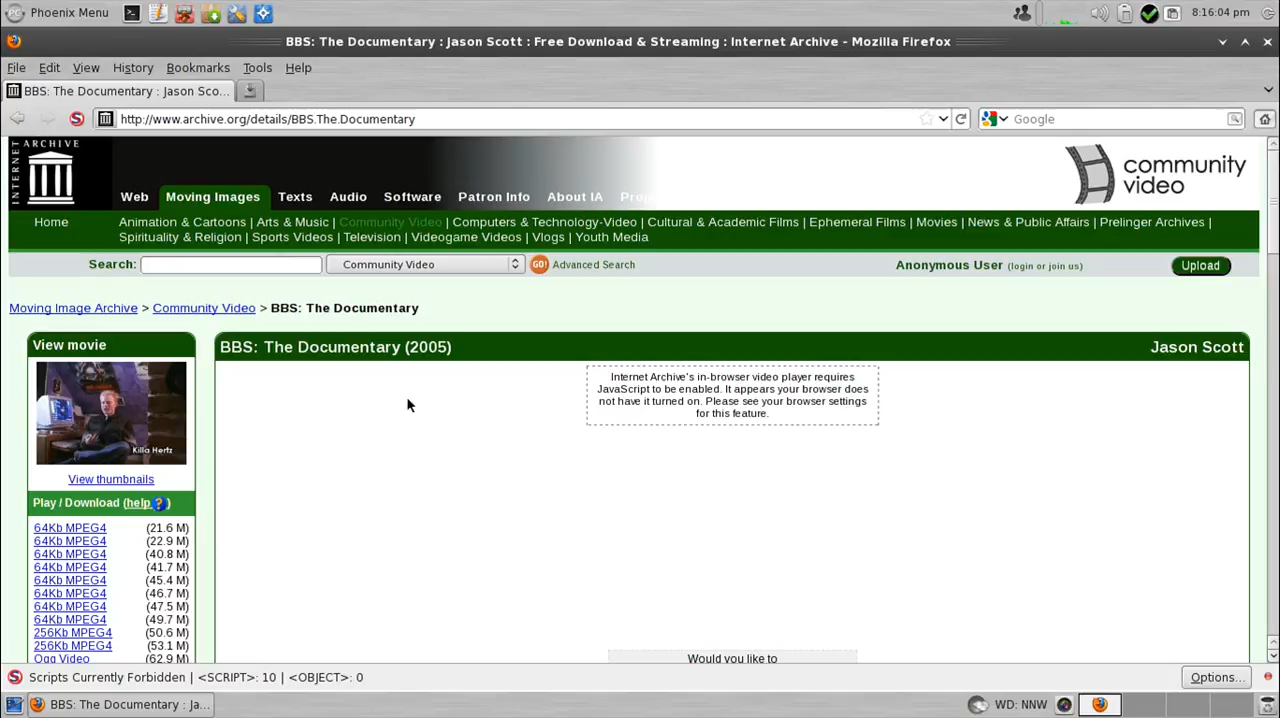 Phoenix Menu
8:16:04 pm
BBS: The Documentary : Jason Scott : Free Download & Streaming : Internet Archive - Mozilla Firefox
File Edit View History Bookmarks Tools Help
BBS: The Documentary : Jason Sco...
http://www.archive.org/details/BBS.The.Documentary
Google
INTERNET ARCHIVE
community
video
Web Moving Images Texts Audio Software Patron Info About IA
Home
Animation & Cartoons | Arts & Music | Community Video | Computers & Technology-Video | Cultural & Academic Films | Ephemeral Films | Movies | News & Public Affairs | Prelinger Archives |
Spirituality & Religion | Sports Videos | Television | Videogame Videos | Vlogs | Youth Media
Search: Community Video GO! Advanced Search
Anonymous User (login or join us) Upload
Moving Image Archive > Community Video > BBS: The Documentary
View movie
Killa Hertz
View thumbnails
Play / Download (help ?)
64Kb MPEG4 (21.6 M)
64Kb MPEG4 (22.9 M)
64Kb MPEG4 (40.8 M)
64Kb MPEG4 (41.7 M)
64Kb MPEG4 (45.4 M)
64Kb MPEG4 (46.7 M)
64Kb MPEG4 (47.5 M)
64Kb MPEG4 (49.7 M)
256Kb MPEG4 (50.6 M)
256Kb MPEG4 (53.1 M)
Ogg Video (62.9 M)
BBS: The Documentary (2005)
Jason Scott
Internet Archive's in-browser video player requires
JavaScript to be enabled. It appears your browser does
not have it turned on. Please see your browser settings
for this feature.
Would you like to
Scripts Currently Forbidden | <SCRIPT>: 10 | <OBJECT>: 0
Options...
BBS: The Documentary : Ja...
WD: NNW